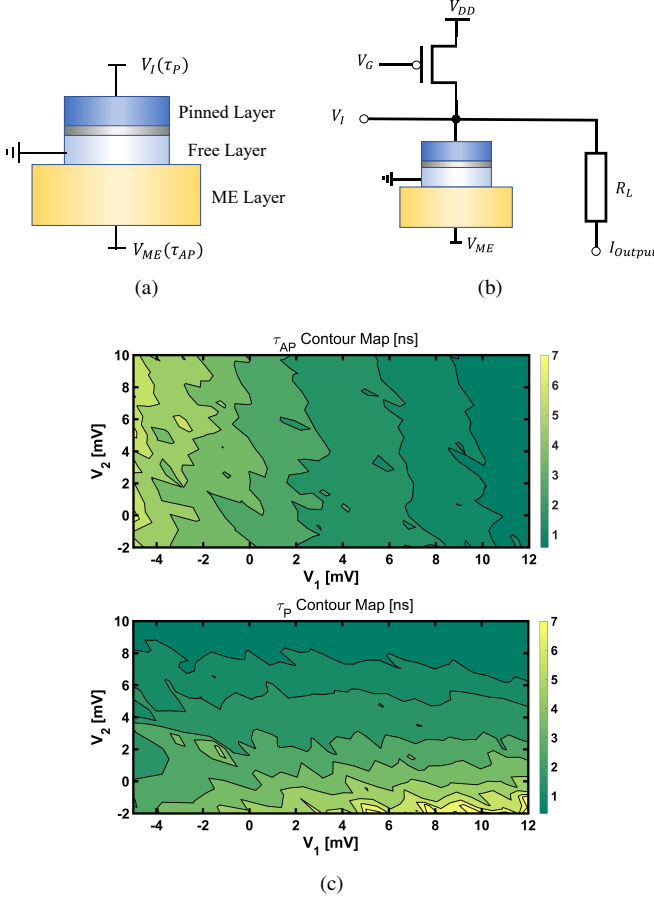 V_I(τ_P)
Pinned Layer
Free Layer
ME Layer
V_ME(τ_AP)
(a)
V_DD
V_G
V_I
R_L
V_ME
I_Output
(b)
τ_AP Contour Map [ns]
10
8
6
4
2
0
-2
V_2 [mV]
-4 -2 0 2 4 6 8 10 12
V_1 [mV]
7
6
5
4
3
2
1
τ_P Contour Map [ns]
10
8
6
4
2
0
-2
V_2 [mV]
-4 -2 0 2 4 6 8 10 12
V_1 [mV]
7
6
5
4
3
2
1
(c)